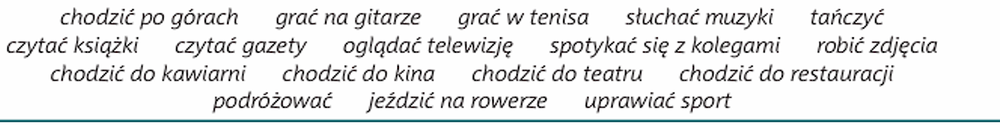 chodzić po górach grać na gitarze grać w tenisa słuchać muzyki tańczyć
czytać książki czytać gazety oglądać telewizję spotykać się z kolegami robić zdjęcia
chodzić do kawiarni chodzić do kina chodzić do teatru chodzić do restauracji
podróżować jeździć na rowerze uprawiać sport